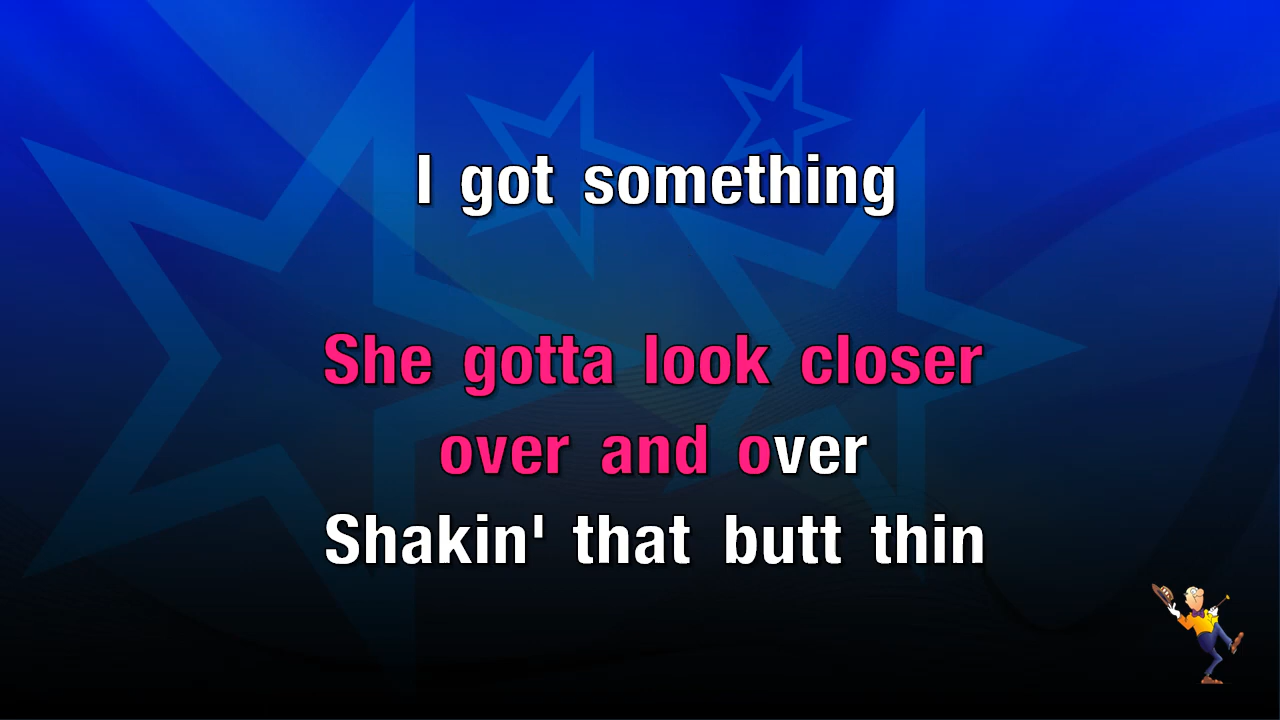 I got something
She gotta look closer
over and over
Shakin' that butt thin